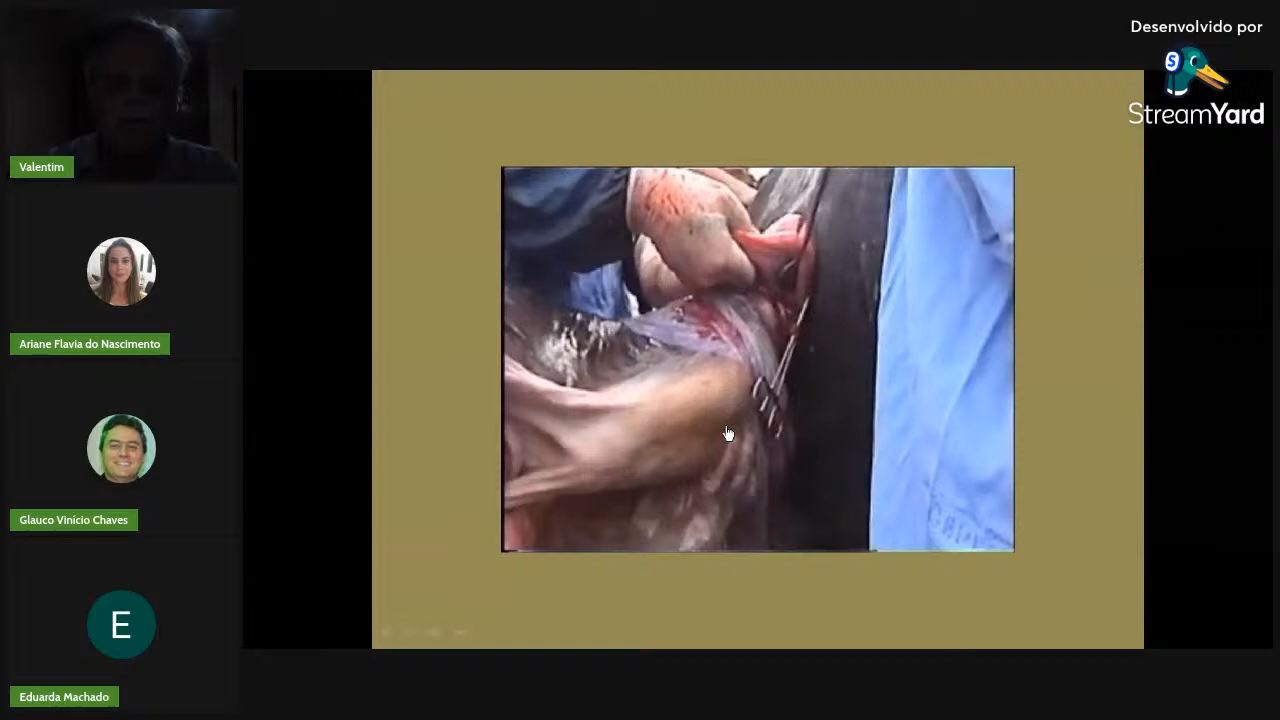 Desenvolvido por
StreamYard
Valentim
Ariane Flavia do Nascimento
Glauco Vinício Chaves
E
Eduarda Machado